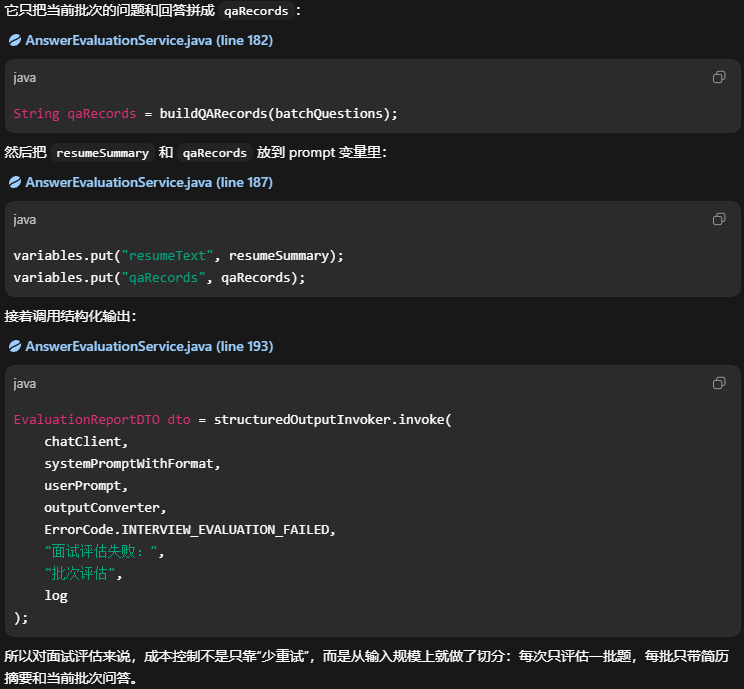 它只把当前批次的问题和回答拼成 qaRecords：
AnswerEvaluationService.java (line 182)
java
String qaRecords = buildQARecords(batchQuestions);
然后把 resumeSummary 和 qaRecords 放到 prompt 变量里：
AnswerEvaluationService.java (line 187)
java
variables.put("resumeText", resumeSummary);
variables.put("qaRecords", qaRecords);
接着调用结构化输出：
AnswerEvaluationService.java (line 193)
java
EvaluationReportDTO dto = structuredOutputInvoker.invoke(
    chatClient,
    systemPromptWithFormat,
    userPrompt,
    outputConverter,
    ErrorCode.INTERVIEW_EVALUATION_FAILED,
    "面试评估失败：",
    "批次评估",
    log
);
所以对面试评估来说，成本控制不是只靠“少重试”，而是从输入规模上就做了切分：每次只评估一批题，每批只带简历
摘要和当前批次问答。